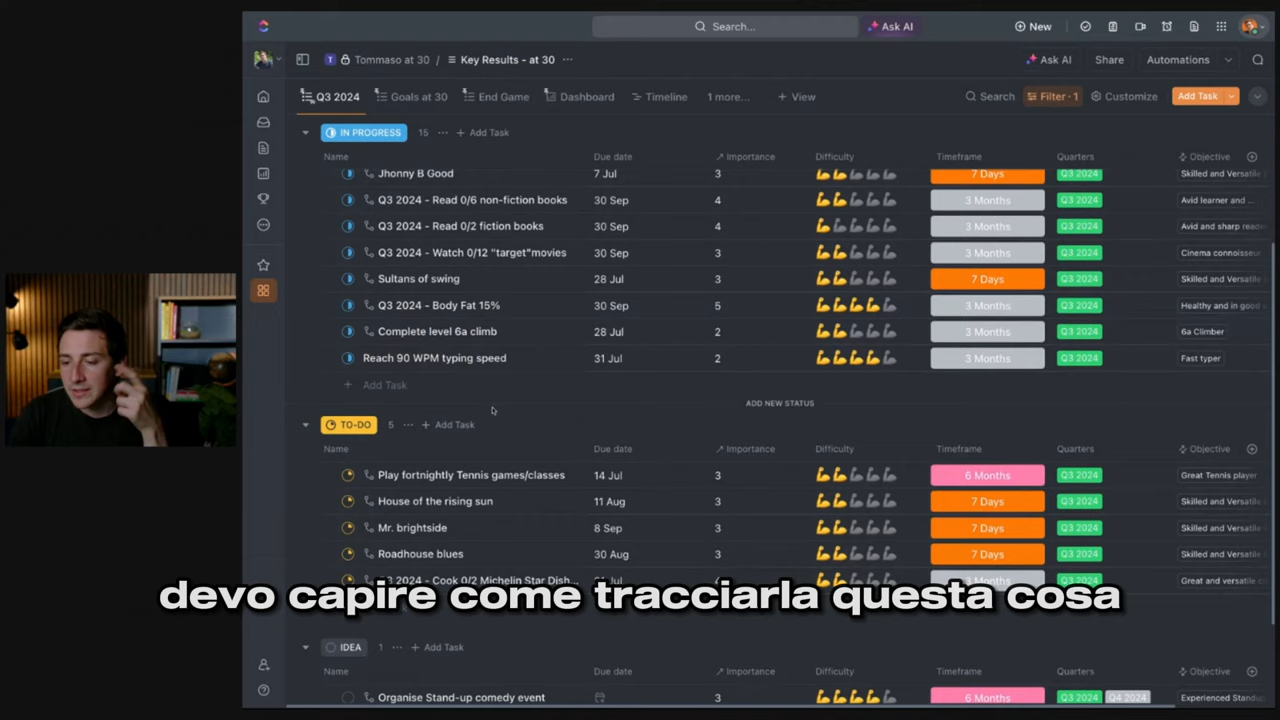 Search...
Ask AI
New
T Tommaso at 30 / Key Results - at 30 ...
Ask AI Share Automations
Q3 2024 Goals at 30 End Game Dashboard Timeline 1 more... + View
Search Filter · 1 Customize Add Task
IN PROGRESS 15 ... + Add Task
Name Due date Importance Difficulty Timeframe Quarters Objective
Jhonny B Good 7 Jul 3 7 Days Q3 2024 Skilled and Versatile
Q3 2024 - Read 0/6 non-fiction books 30 Sep 4 3 Months Q3 2024 Avid learner and ...
Q3 2024 - Read 0/2 fiction books 30 Sep 4 3 Months Q3 2024 Avid and sharp reade
Q3 2024 - Watch 0/12 "target"movies 30 Sep 3 3 Months Q3 2024 Cinema connoisseur
Sultans of swing 28 Jul 3 7 Days Q3 2024 Skilled and Versatile
Q3 2024 - Body Fat 15% 30 Sep 5 3 Months Q3 2024 Healthy and in good
Complete level 6a climb 28 Jul 2 3 Months Q3 2024 6a Climber
Reach 90 WPM typing speed 31 Jul 2 3 Months Q3 2024 Fast typer
+ Add Task
ADD NEW STATUS
TO-DO 5 ... + Add Task
Name Due date Importance Difficulty Timeframe Quarters Objective
Play fortnightly Tennis games/classes 14 Jul 3 6 Months Q3 2024 Great Tennis player
House of the rising sun 11 Aug 3 7 Days Q3 2024 Skilled and Versatile
Mr. brightside 8 Sep 3 7 Days Q3 2024 Skilled and Versatile
Roadhouse blues 30 Aug 3 7 Days Q3 2024 Skilled and Versatile
2024 - Cook 0/2 Michelin Star Dish... Jul Great and versatile
devo capire come tracciarla questa cosa
IDEA 1 ... + Add Task
Name Due date Importance Difficulty Timeframe Quarters Objective
Organise Stand-up comedy event 3 6 Months Q3 2024 Q4 2024 Experienced Standu